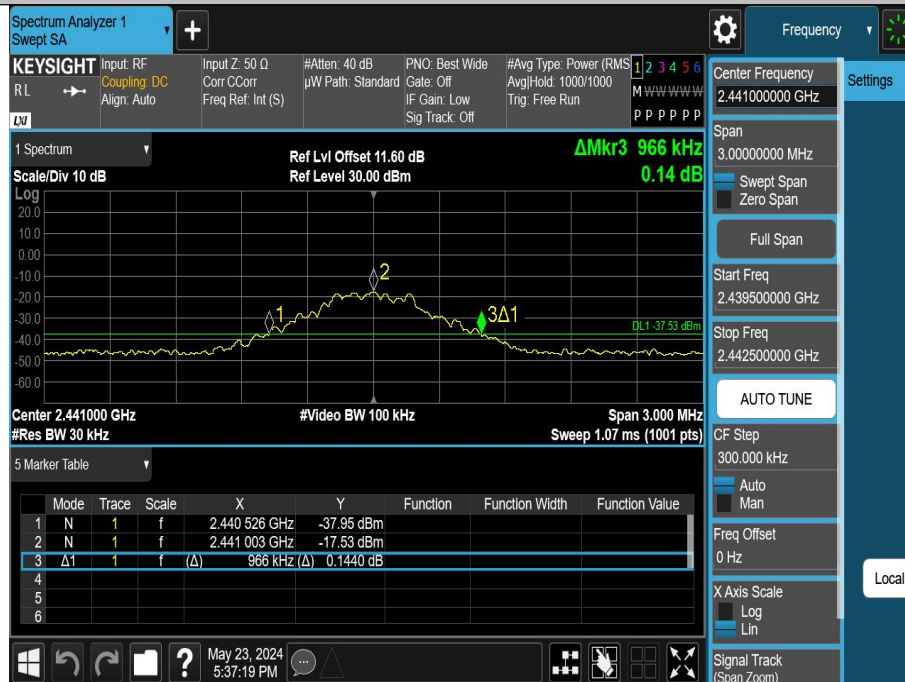 Spectrum Analyzer 1
Swept SA
Frequency
KEYSIGHT
RL
LXI
Input: RF
Coupling: DC
Align: Auto
Input Z: 50 Ω
Corr CCorr
Freq Ref: Int (S)
#Atten: 40 dB
µW Path: Standard
PNO: Best Wide
Gate: Off
IF Gain: Low
Sig Track: Off
#Avg Type: Power (RMS
Avg|Hold: 1000/1000
Trig: Free Run
1 2 3 4 5 6
M W W W W W
P P P P P P
1 Spectrum
Scale/Div 10 dB
Ref Lvl Offset 11.60 dB
Ref Level 30.00 dBm
ΔMkr3 966 kHz
0.14 dB
Log
20.0
10.0
0.00
-10.0
-20.0
-30.0
-40.0
-50.0
-60.0
1
2
3Δ1
DL1 -37.53 dBm
Center 2.441000 GHz
#Video BW 100 kHz
Span 3.000 MHz
#Res BW 30 kHz
Sweep 1.07 ms (1001 pts)
5 Marker Table
Mode Trace Scale X Y Function Function Width Function Value
1 N 1 f 2.440 526 GHz -37.95 dBm
2 N 1 f 2.441 003 GHz -17.53 dBm
3 Δ1 1 f (Δ) 966 kHz (Δ) 0.1440 dB
4
5
6
?
May 23, 2024
5:37:19 PM
Center Frequency
2.441000000 GHz
Settings
Span
3.00000000 MHz
Swept Span
Zero Span
Full Span
Start Freq
2.439500000 GHz
Stop Freq
2.442500000 GHz
AUTO TUNE
CF Step
300.000 kHz
Auto
Man
Freq Offset
0 Hz
Local
X Axis Scale
Log
Lin
Signal Track
(Span Zoom)